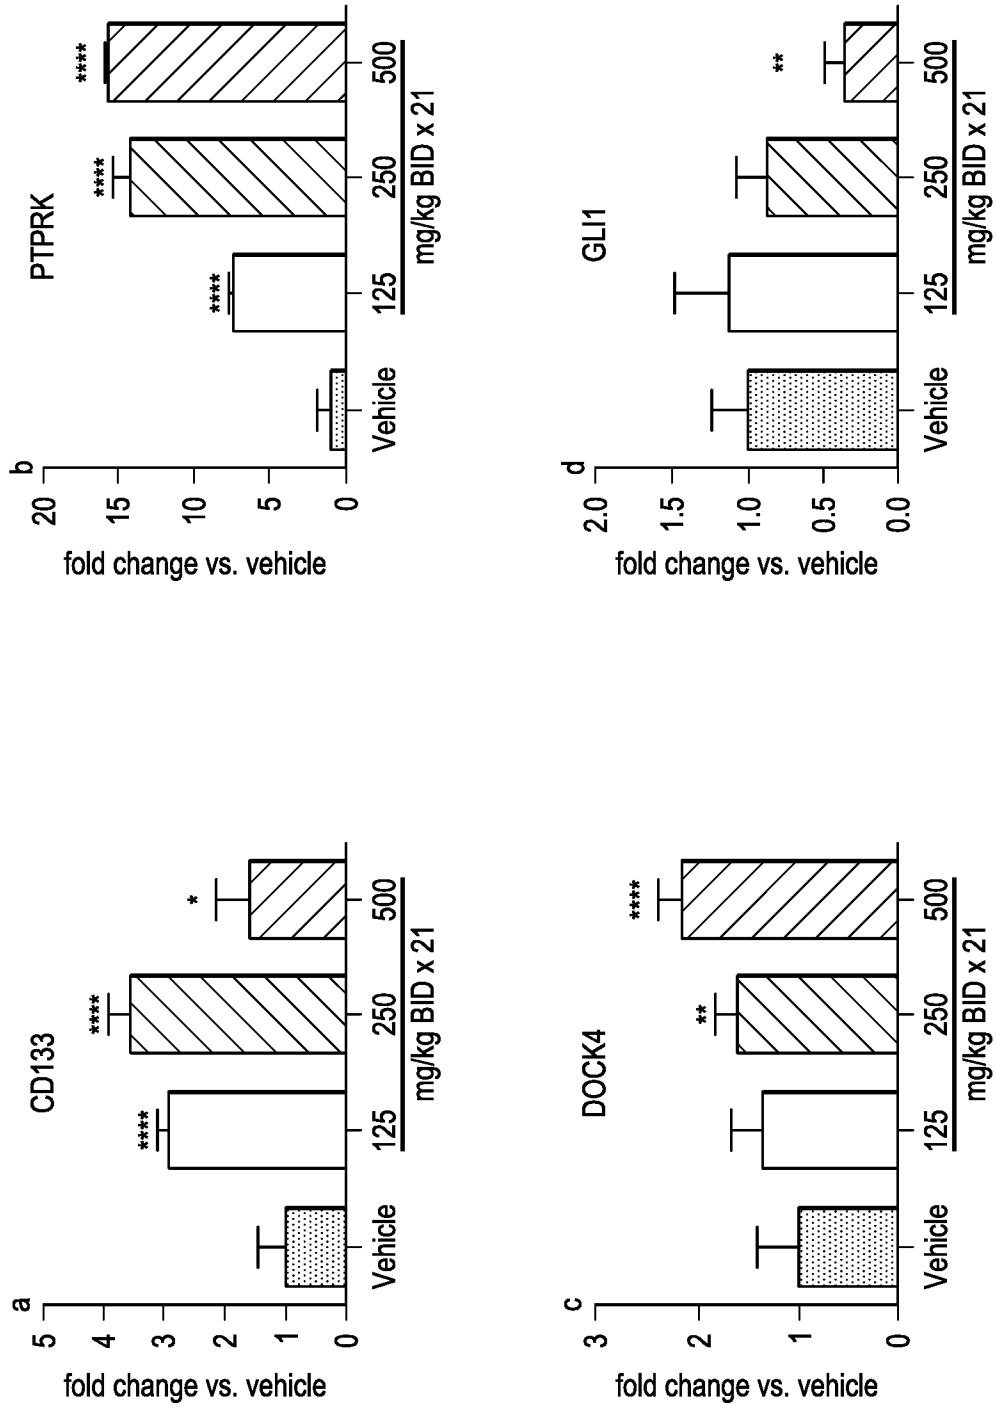 a
CD133
fold change vs. vehicle
5
4
3
2
1
0
****
****
*
Vehicle
125
250
500
mg/kg BID x 21
b
PTPRK
fold change vs. vehicle
20
15
10
5
0
****
****
****
Vehicle
125
250
500
mg/kg BID x 21
c
DOCK4
fold change vs. vehicle
3
2
1
0
**
****
Vehicle
125
250
500
mg/kg BID x 21
d
GLI1
fold change vs. vehicle
2.0
1.5
1.0
0.5
0.0
**
Vehicle
125
250
500
mg/kg BID x 21